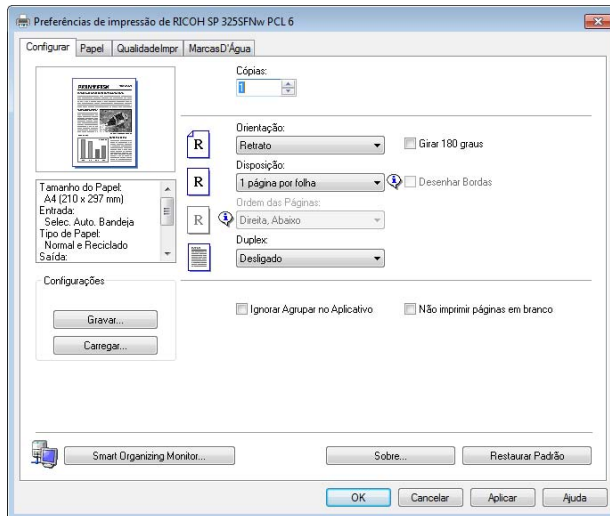 Preferências de impressão de RICOH SP 325SFNw PCL 6
Configurar Papel QualidadeImpr MarcasD'Água
Cópias:
1
Orientação:
R Retrato Girar 180 graus
Disposição:
R 1 página por folha Desenhar Bordas
Ordem das Páginas:
R Direita, Abaixo
Duplex:
Desligado
Tamanho do Papel:
A4 (210 x 297 mm)
Entrada:
Selec. Auto. Bandeja
Tipo de Papel:
Normal e Reciclado
Saída:
Configurações
Gravar...
Carregar...
Ignorar Agrupar no Aplicativo Não imprimir páginas em branco
Smart Organizing Monitor... Sobre... Restaurar Padrão
OK Cancelar Aplicar Ajuda